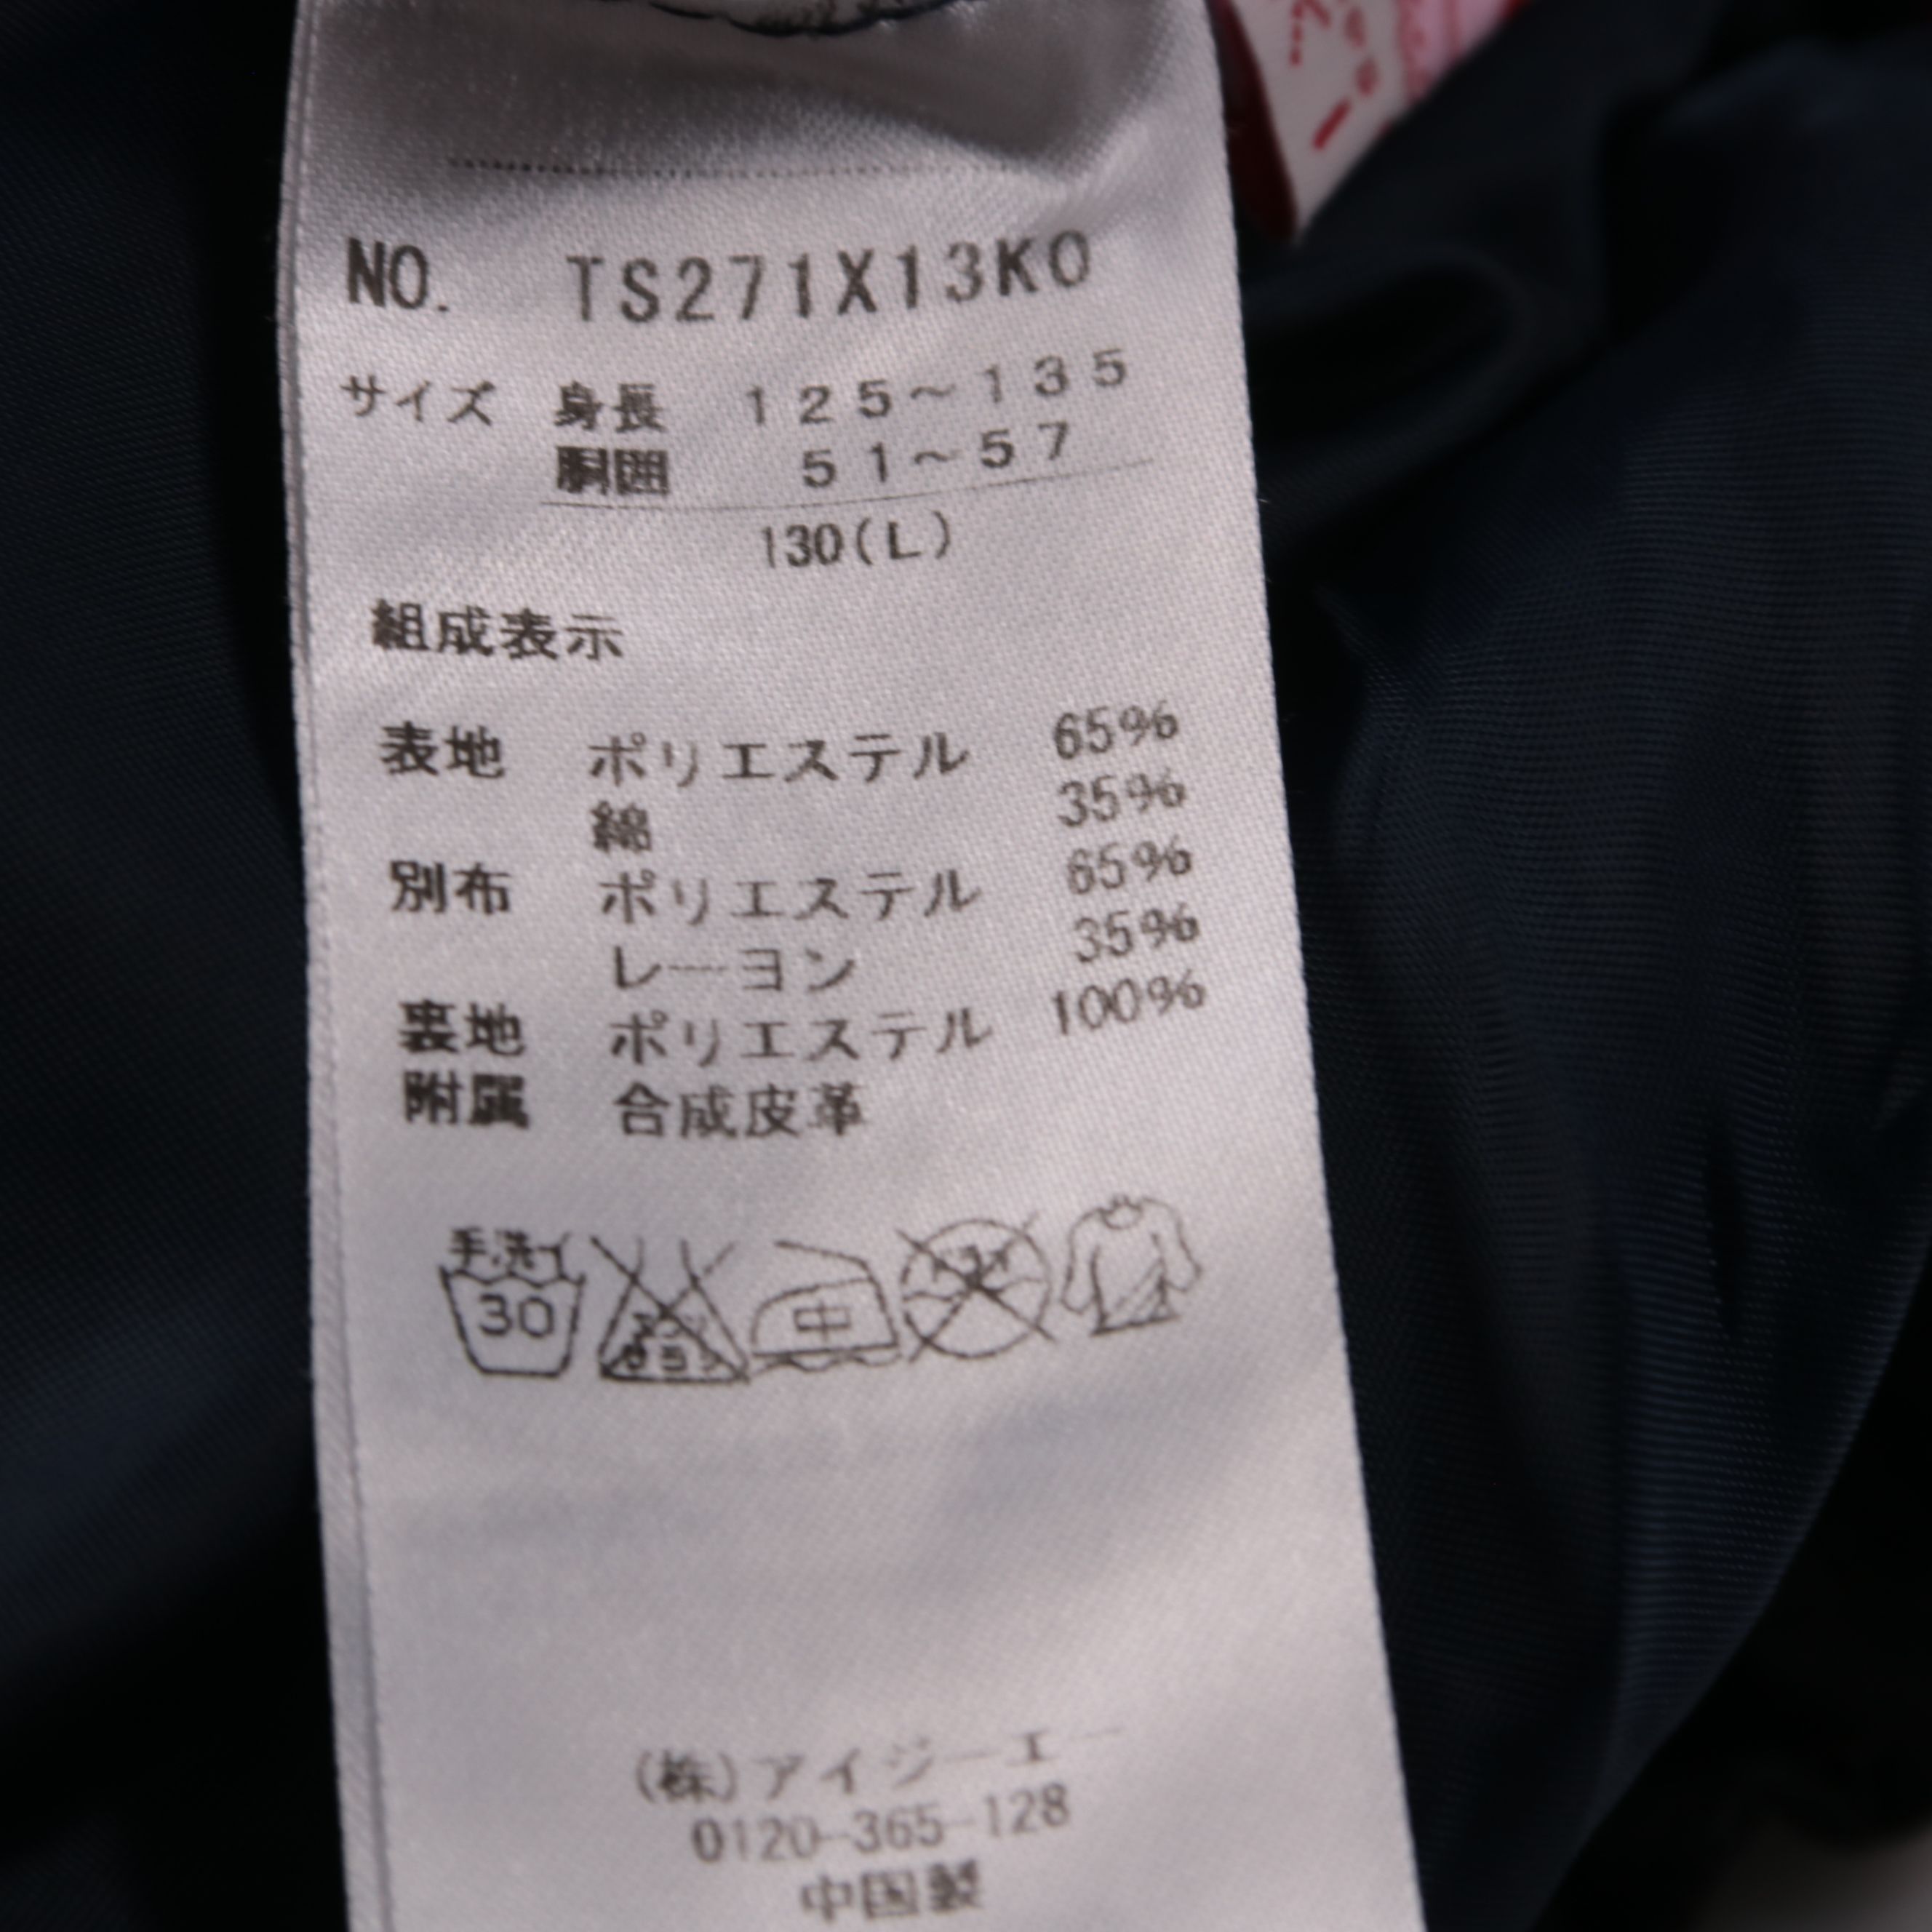 NO. TS271X13KO
サイズ 身長 125～135
胴囲 51～57
130(L)
組成表示
表地 ポリエステル 65%
綿 35%
別布 ポリエステル 65%
レーヨン 35%
裏地 ポリエステル 100%
附属 合成皮革
手洗イ
30
中
(株)アイジーエー
0120-365-128
中国製